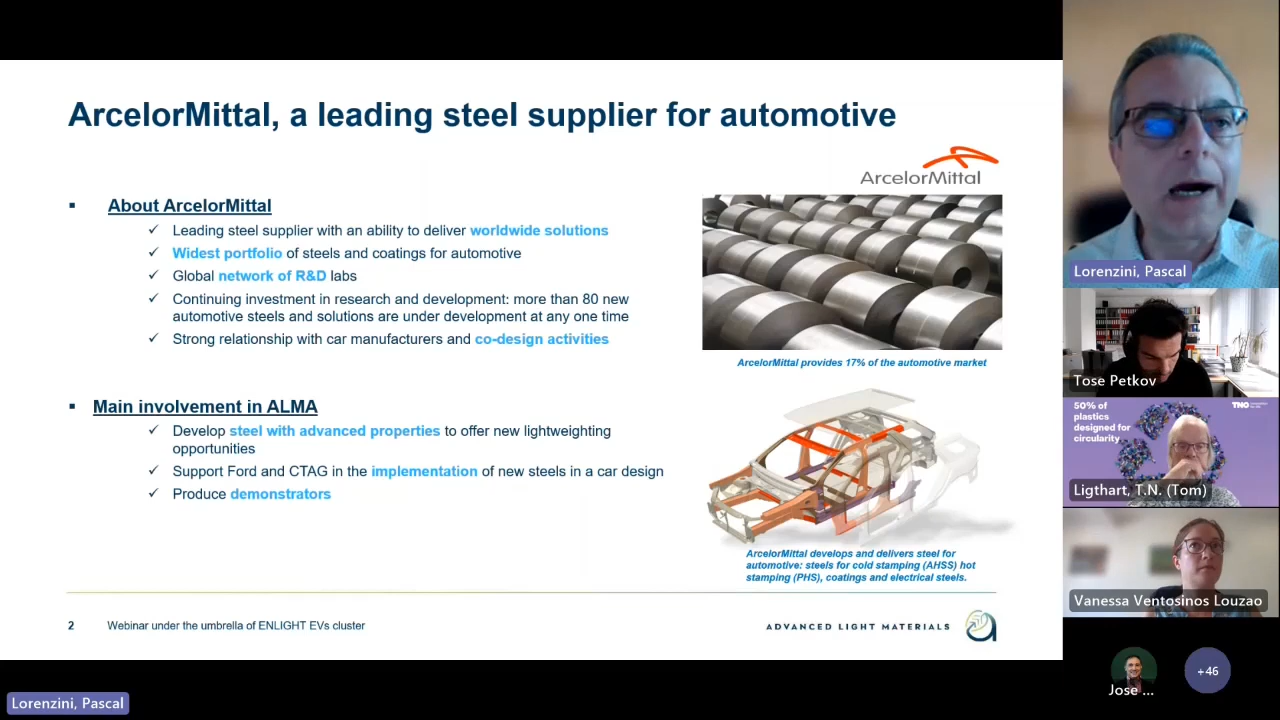 ArcelorMittal, a leading steel supplier for automotive
ArcelorMittal
▪ About ArcelorMittal
✓ Leading steel supplier with an ability to deliver worldwide solutions
✓ Widest portfolio of steels and coatings for automotive
✓ Global network of R&D labs
✓ Continuing investment in research and development: more than 80 new
automotive steels and solutions are under development at any one time
✓ Strong relationship with car manufacturers and co-design activities
ArcelorMittal provides 17% of the automotive market
▪ Main involvement in ALMA
✓ Develop steel with advanced properties to offer new lightweighting
opportunities
✓ Support Ford and CTAG in the implementation of new steels in a car design
✓ Produce demonstrators
ArcelorMittal develops and delivers steel for
automotive: steels for cold stamping (AHSS) hot
stamping (PHS), coatings and electrical steels.
2 Webinar under the umbrella of ENLIGHT EVs cluster
ADVANCED LIGHT MATERIALS
Lorenzini, Pascal
Lorenzini, Pascal
Tose Petkov
50% of
plastics
designed for
circularity
TNO
Ligthart, T.N. (Tom)
Vanessa Ventosinos Louzao
Jose ...
+46